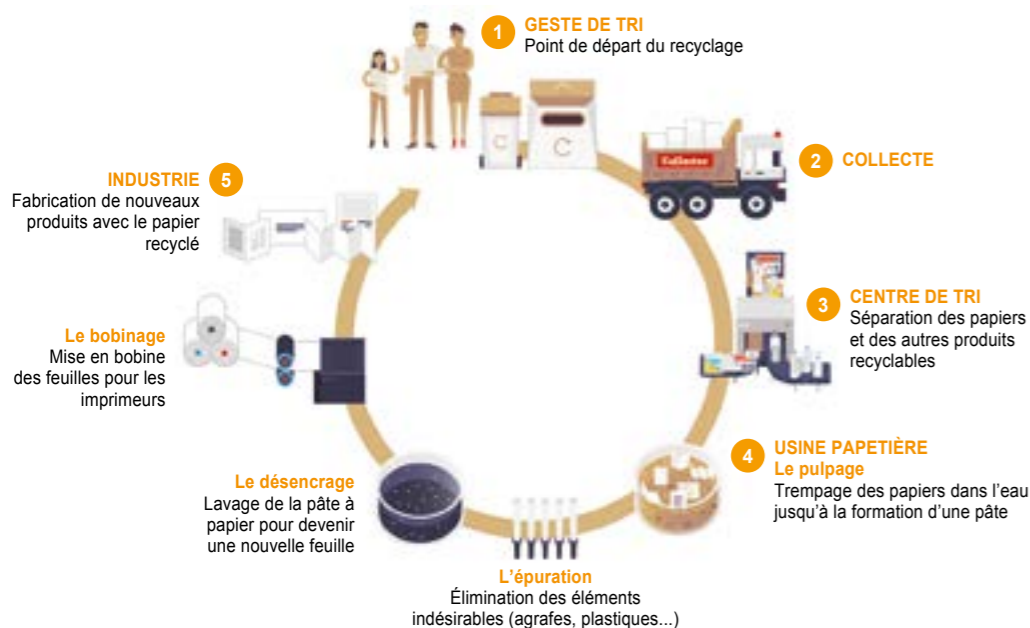 1
GESTE DE TRI
Point de départ du recyclage
Collectes
2
COLLECTE
3
CENTRE DE TRI
Séparation des papiers
et des autres produits
recyclables
4
USINE PAPETIÈRE
Le pulpage
Trempage des papiers dans l'eau
jusqu'à la formation d'une pâte
L'épuration
Élimination des éléments
indésirables (agrafes, plastiques...)
Le désencrage
Lavage de la pâte à
papier pour devenir
une nouvelle feuille
Le bobinage
Mise en bobine
des feuilles pour les
imprimeurs
INDUSTRIE
5
Fabrication de nouveaux
produits avec le papier
recyclé